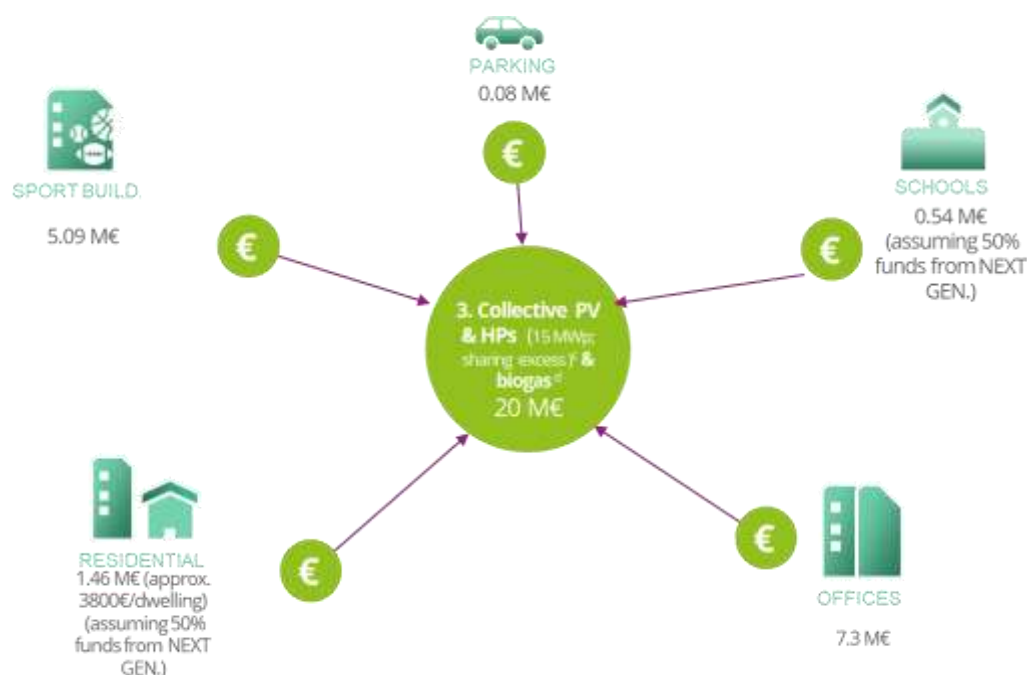 PARKING
0.08 M€
€
SPORT BUILD.
5.09 M€
€
SCHOOLS
0.54 M€
(assuming 50%
funds from NEXT
GEN.)
€
3. Collective PV
& HPs (15 MWp;
sharing excess) &
biogas
20 M€
RESIDENTIAL
1.46 M€ (approx.
3800€/dwelling)
(assuming 50%
funds from NEXT
GEN.)
€
€
OFFICES
7.3 M€